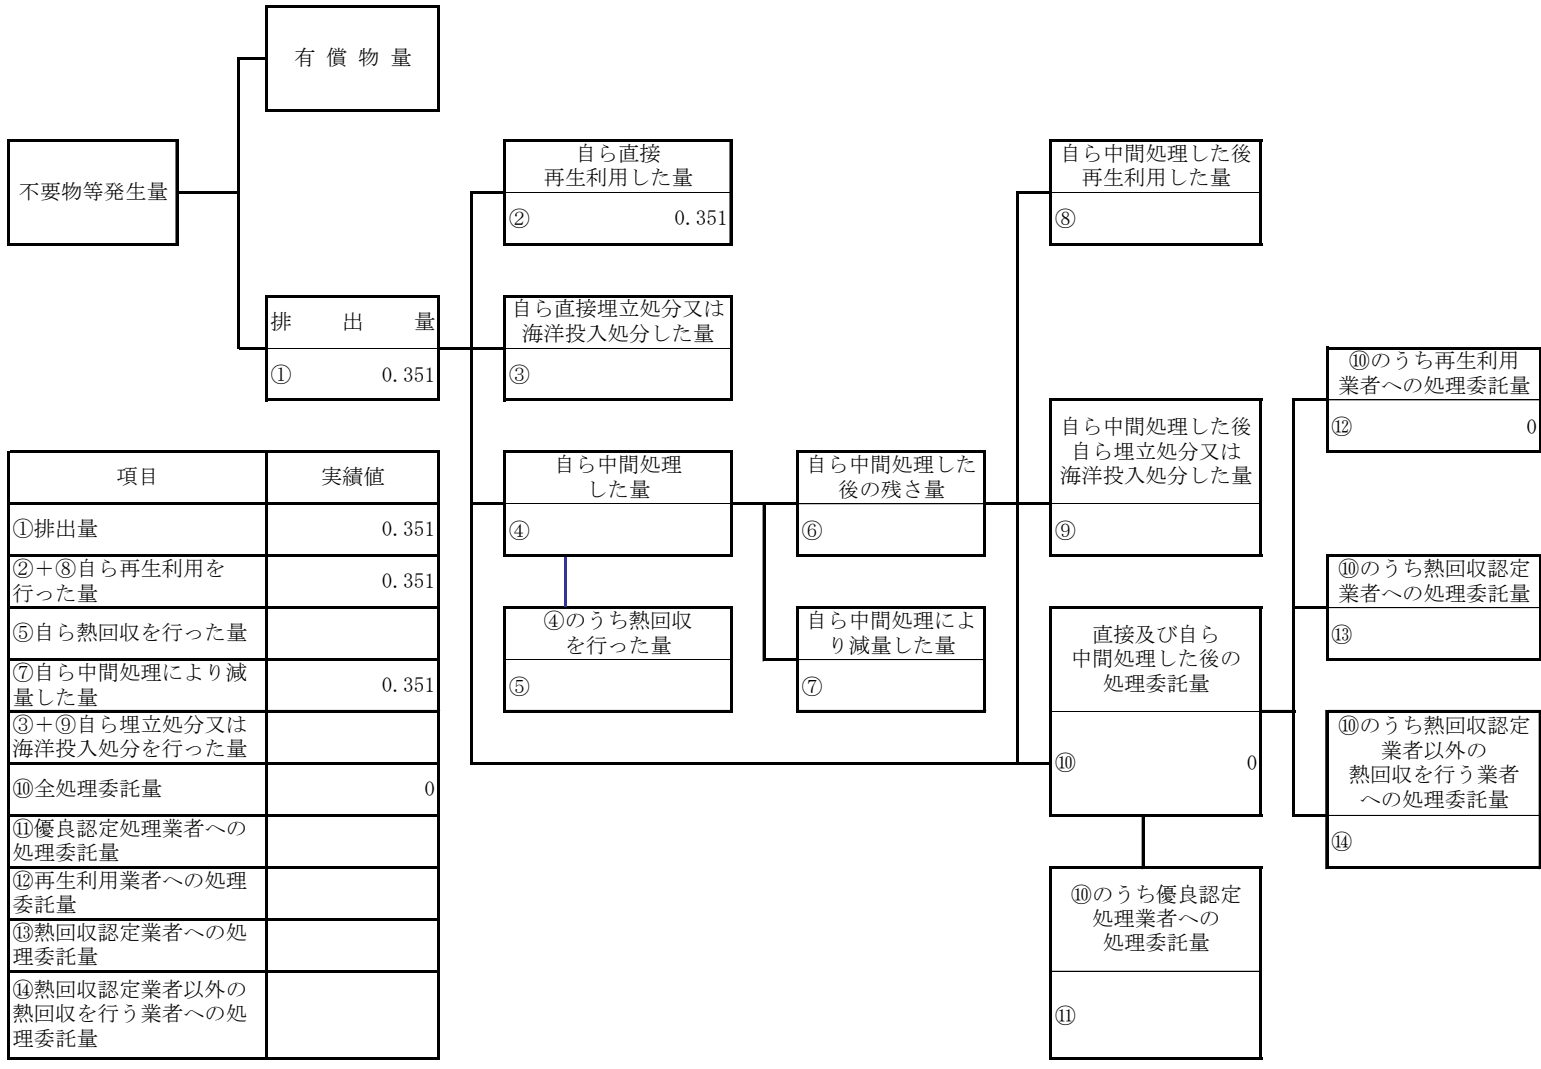 有償物量
不要物等発生量
排出量
① 0.351
自ら直接
再生利用した量
② 0.351
自ら直接埋立処分又は
海洋投入処分した量
③
自ら中間処理
した量
④
④のうち熱回収
を行った量
⑤
自ら中間処理した
後の残さ量
⑥
自ら中間処理によ
り減量した量
⑦
自ら中間処理した後
再生利用した量
⑧
自ら中間処理した後
自ら埋立処分又は
海洋投入処分した量
⑨
直接及び自ら
中間処理した後の
処理委託量
⑩ 0
⑩のうち優良認定
処理業者への
処理委託量
⑪
⑩のうち再生利用
業者への処理委託量
⑫ 0
⑩のうち熱回収認定
業者への処理委託量
⑬
⑩のうち熱回収認定
業者以外の
熱回収を行う業者
への処理委託量
⑭
項目 実績値
①排出量 0.351
②＋⑧自ら再生利用を
行った量 0.351
⑤自ら熱回収を行った量
⑦自ら中間処理により減
量した量 0.351
③＋⑨自ら埋立処分又は
海洋投入処分を行った量
⑩全処理委託量 0
⑪優良認定処理業者への
処理委託量
⑫再生利用業者への処理
委託量
⑬熱回収認定業者への処
理委託量
⑭熱回収認定業者以外の
熱回収を行う業者への処
理委託量